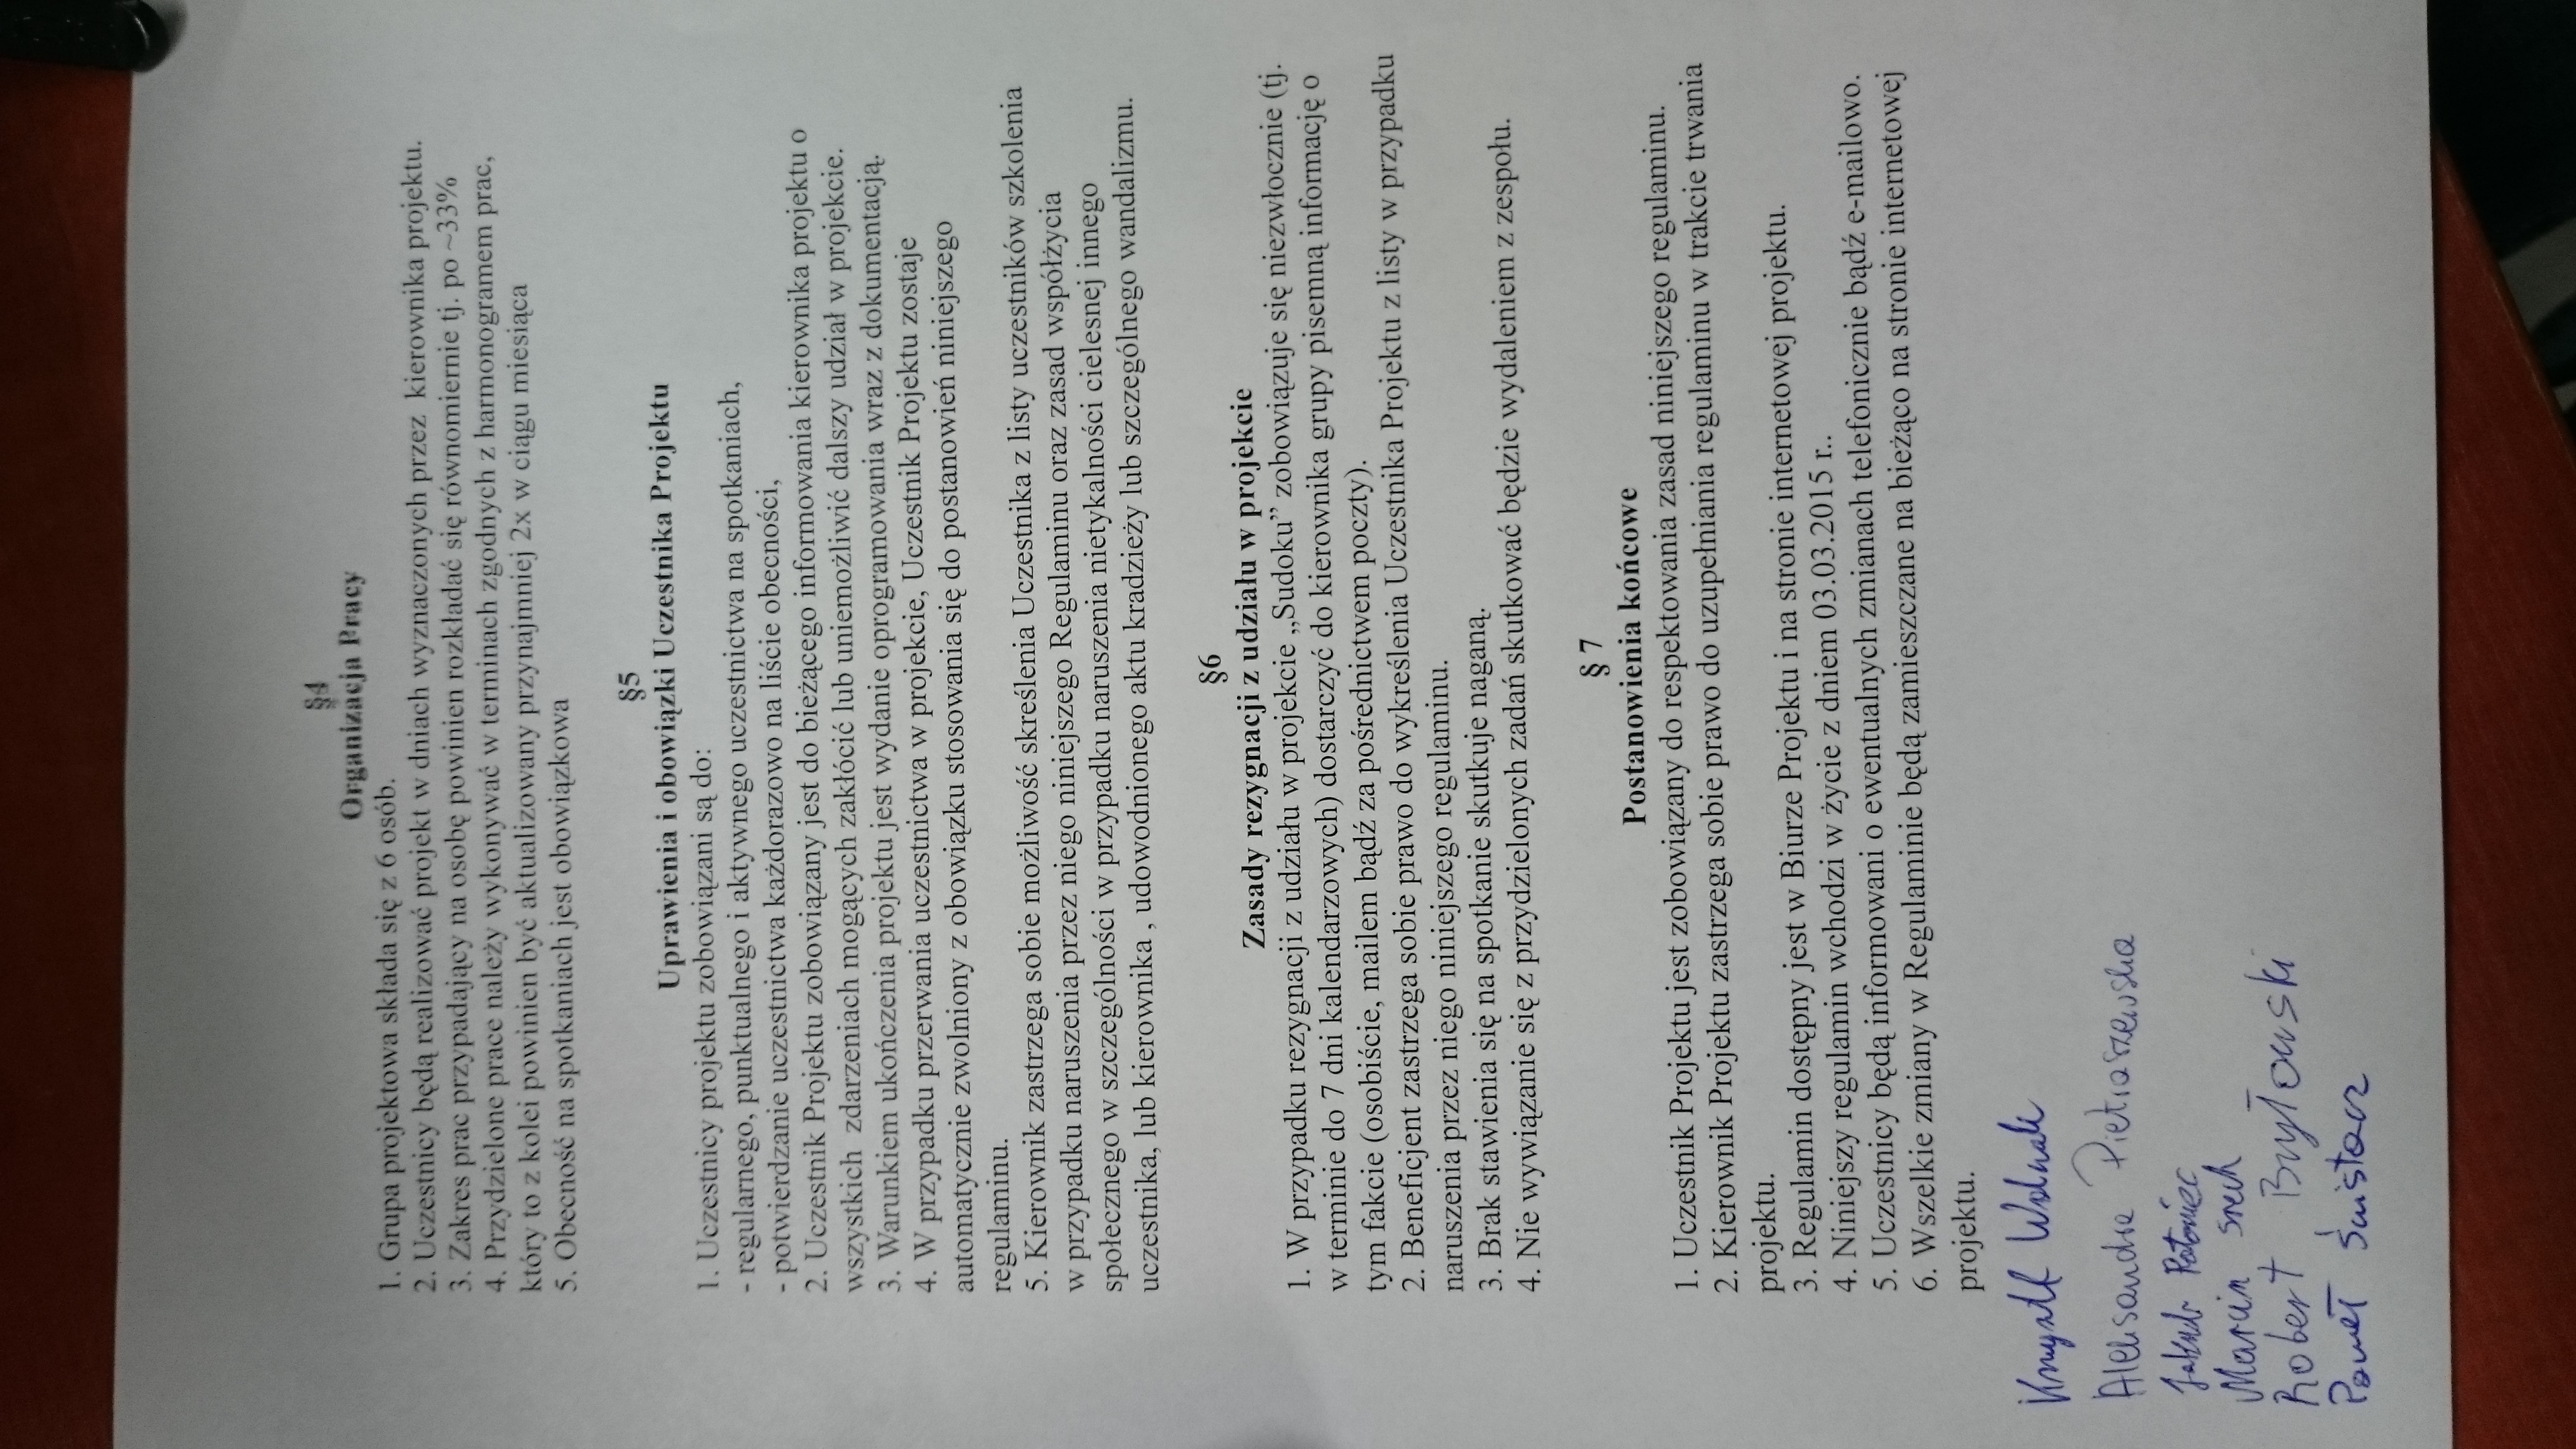 §4
Organizacja Pracy
1. Grupa projektowa składa się z 6 osób.
2. Uczestnicy będą realizować projekt w dniach wyznaczonych przez kierownika projektu.
3. Zakres prac przypadający na osobę powinien rozkładać się równomiernie tj. po ~33%
4. Przydzielone prace należy wykonywać w terminach zgodnych z harmonogramem prac,
który to z kolei powinien być aktualizowany przynajmniej 2x w ciągu miesiąca
5. Obecność na spotkaniach jest obowiązkowa
§5
Uprawienia i obowiązki Uczestnika Projektu
1. Uczestnicy projektu zobowiązani są do:
- regularnego, punktualnego i aktywnego uczestnictwa na spotkaniach,
- potwierdzanie uczestnictwa każdorazowo na liście obecności,
2. Uczestnik Projektu zobowiązany jest do bieżącego informowania kierownika projektu o
wszystkich zdarzeniach mogących zakłócić lub uniemożliwić dalszy udział w projekcie.
3. Warunkiem ukończenia projektu jest wydanie oprogramowania wraz z dokumentacją.
4. W przypadku przerwania uczestnictwa w projekcie, Uczestnik Projektu zostaje
automatycznie zwolniony z obowiązku stosowania się do postanowień niniejszego
regulaminu.
5. Kierownik zastrzega sobie możliwość skreślenia Uczestnika z listy uczestników szkolenia
w przypadku naruszenia przez niego niniejszego Regulaminu oraz zasad współżycia
społecznego w szczególności w przypadku naruszenia nietykalności cielesnej innego
uczestnika, lub kierownika , udowodnionego aktu kradzieży lub szczególnego wandalizmu.
§6
Zasady rezygnacji z udziału w projekcie
1. W przypadku rezygnacji z udziału w projekcie „Sudoku” zobowiązuje się niezwłocznie (tj.
w terminie do 7 dni kalendarzowych) dostarczyć do kierownika grupy pisemną informację o
tym fakcie (osobiście, mailem bądź za pośrednictwem poczty).
2. Beneficjent zastrzega sobie prawo do wykreślenia Uczestnika Projektu z listy w przypadku
naruszenia przez niego niniejszego regulaminu.
3. Brak stawienia się na spotkanie skutkuje naganą.
4. Nie wywiązanie się z przydzielonych zadań skutkować będzie wydaleniem z zespołu.
§ 7
Postanowienia końcowe
1. Uczestnik Projektu jest zobowiązany do respektowania zasad niniejszego regulaminu.
2. Kierownik Projektu zastrzega sobie prawo do uzupełniania regulaminu w trakcie trwania
projektu.
3. Regulamin dostępny jest w Biurze Projektu i na stronie internetowej projektu.
4. Niniejszy regulamin wchodzi w życie z dniem 03.03.2015 r..
5. Uczestnicy będą informowani o ewentualnych zmianach telefonicznie bądź e-mailowo.
6. Wszelkie zmiany w Regulaminie będą zamieszczane na bieżąco na stronie internetowej
projektu.
Aleksandra Pietraszewska
Jakub
Marcin
Robert Bryłowski
Paweł Świstacz